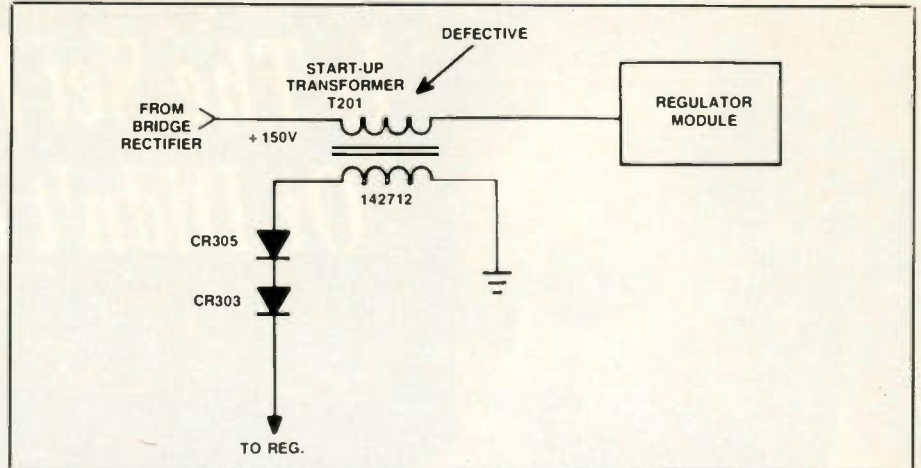 DEFECTIVE
START-UP
TRANSFORMER
T201
FROM
BRIDGE
RECTIFIER
+ 150V
REGULATOR
MODULE
142712
CR305
CR303
TO REG.